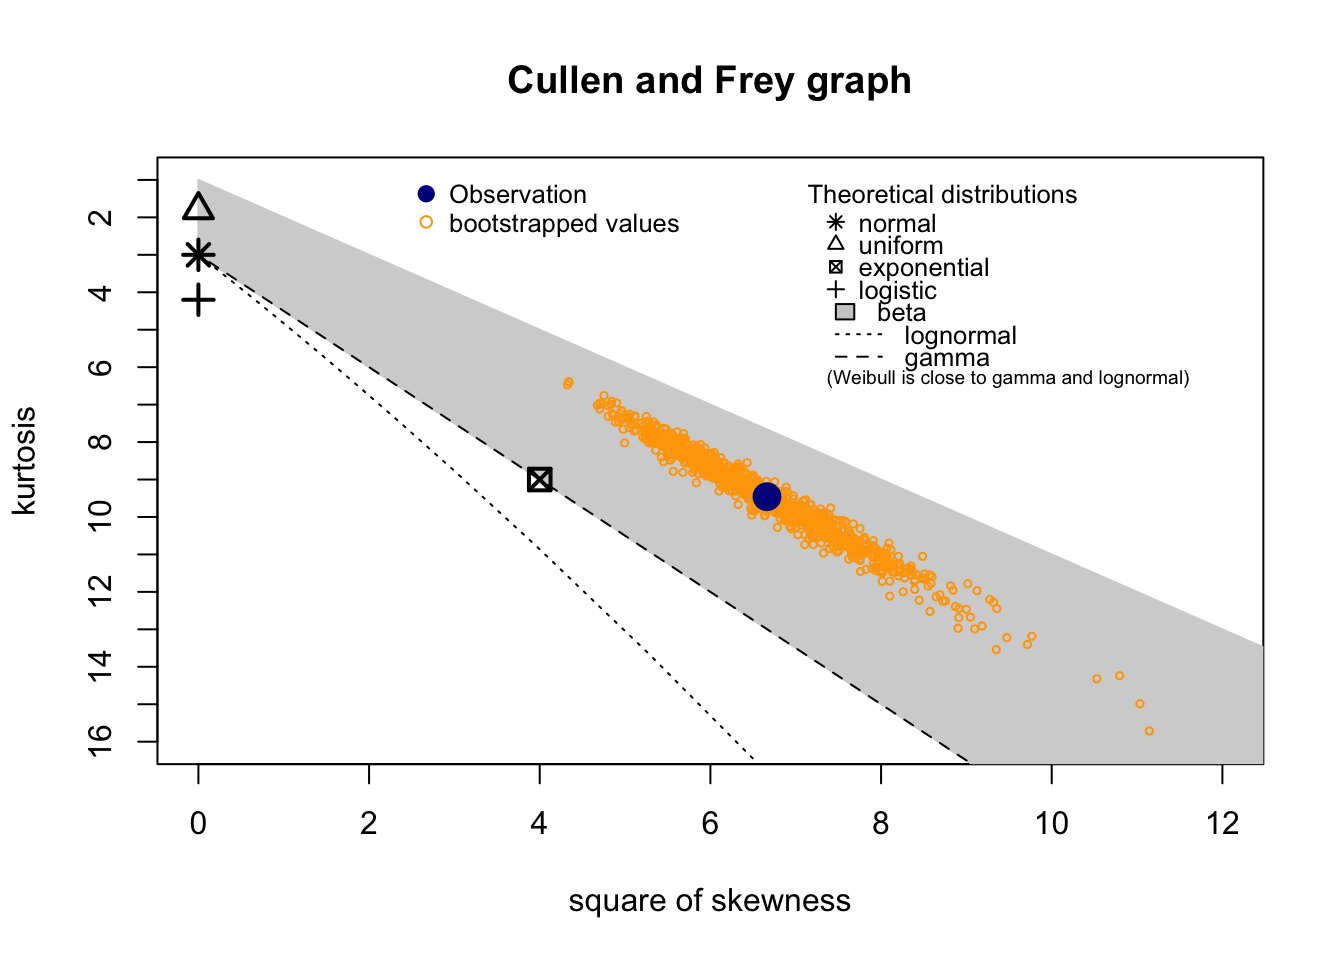 Cullen and Frey graph
Observation
bootstrapped values
Theoretical distributions
normal
uniform
exponential
logistic
beta
lognormal
gamma
(Weibull is close to gamma and lognormal)
kurtosis
2
4
6
8
10
12
14
16
0 2 4 6 8 10 12
square of skewness